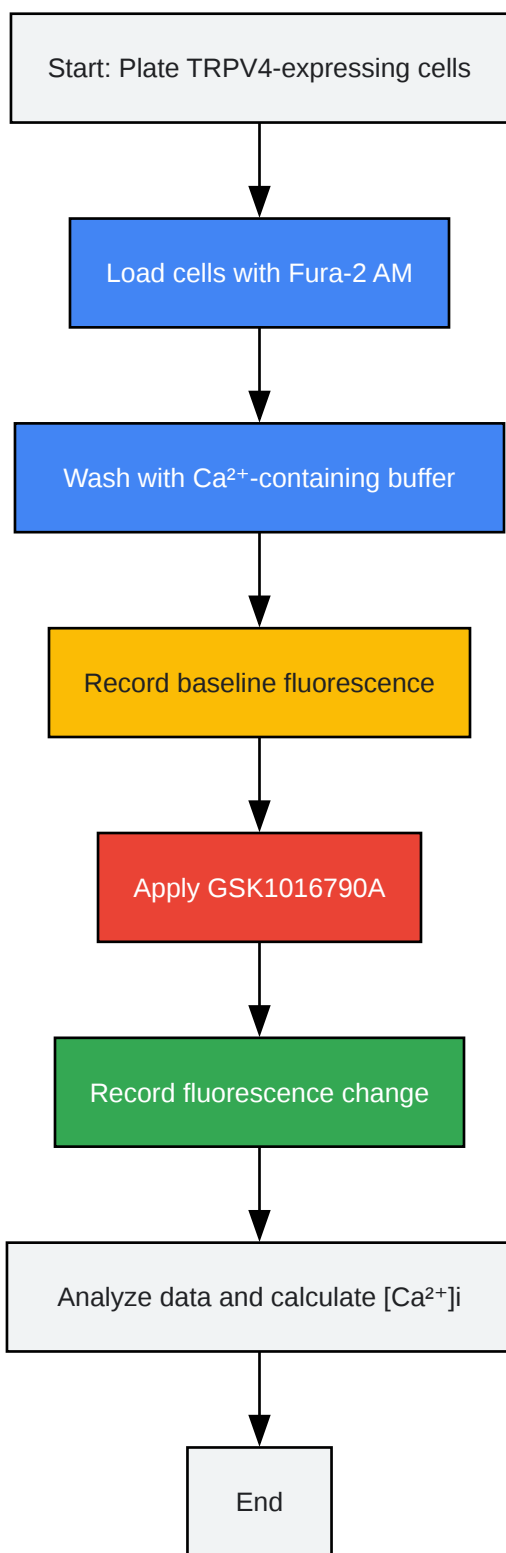 Start: Plate TRPV4-expressing cells
Load cells with Fura-2 AM
Wash with Ca²⁺-containing buffer
Record baseline fluorescence
Apply GSK1016790A
Record fluorescence change
Analyze data and calculate [Ca²⁺]i
End